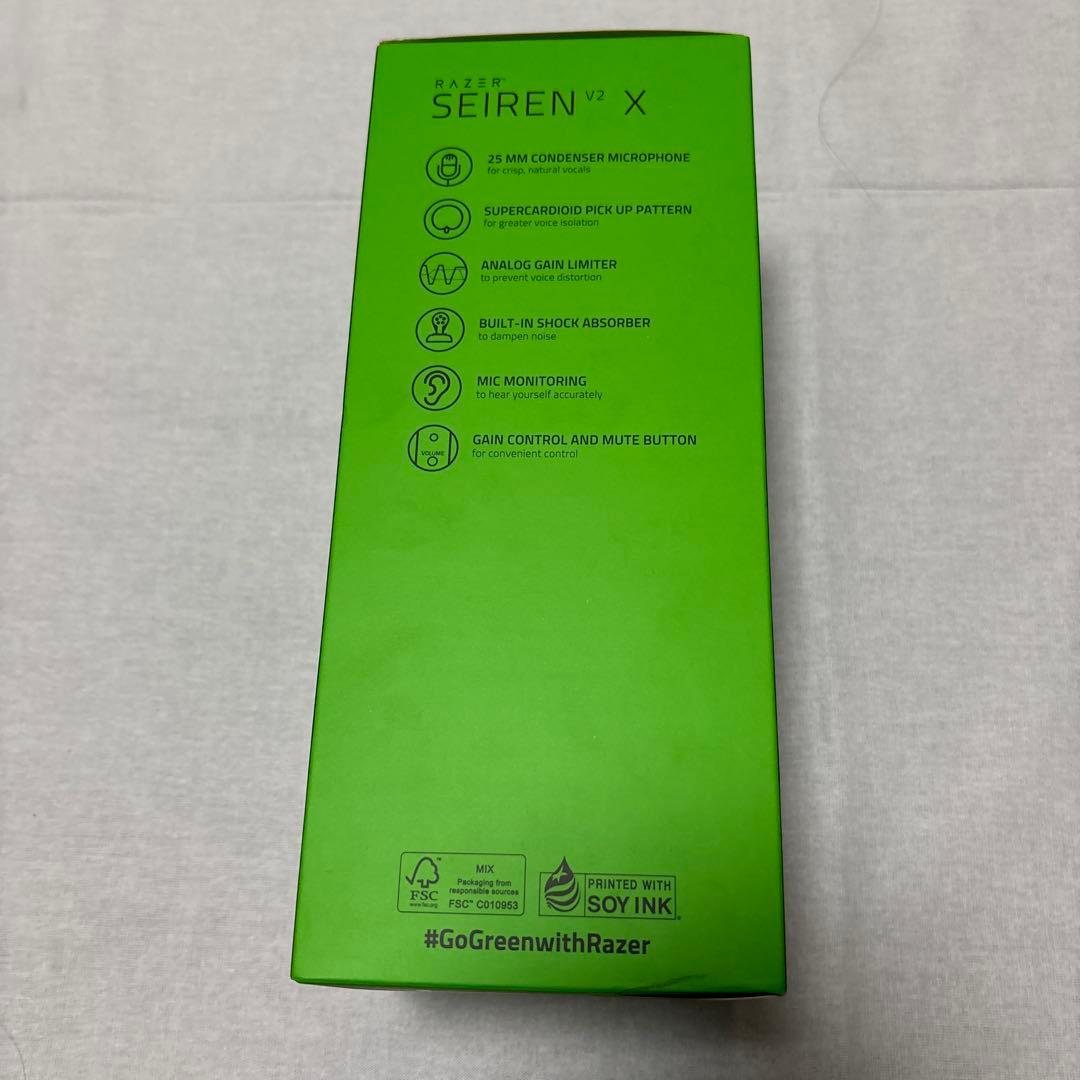 RAZER™
SEIREN V2 X
25 MM CONDENSER MICROPHONE
for crisp, natural vocals
SUPERCARDIOID PICK UP PATTERN
for greater voice isolation
ANALOG GAIN LIMITER
to prevent voice distortion
BUILT-IN SHOCK ABSORBER
to dampen noise
MIC MONITORING
to hear yourself accurately
VOLUME
GAIN CONTROL AND MUTE BUTTON
for convenient control
FSC™
www.fsc.org
MIX
Packaging from
responsible sources
FSC™ C010953
PRINTED WITH
SOY INK®
#GoGreenwithRazer